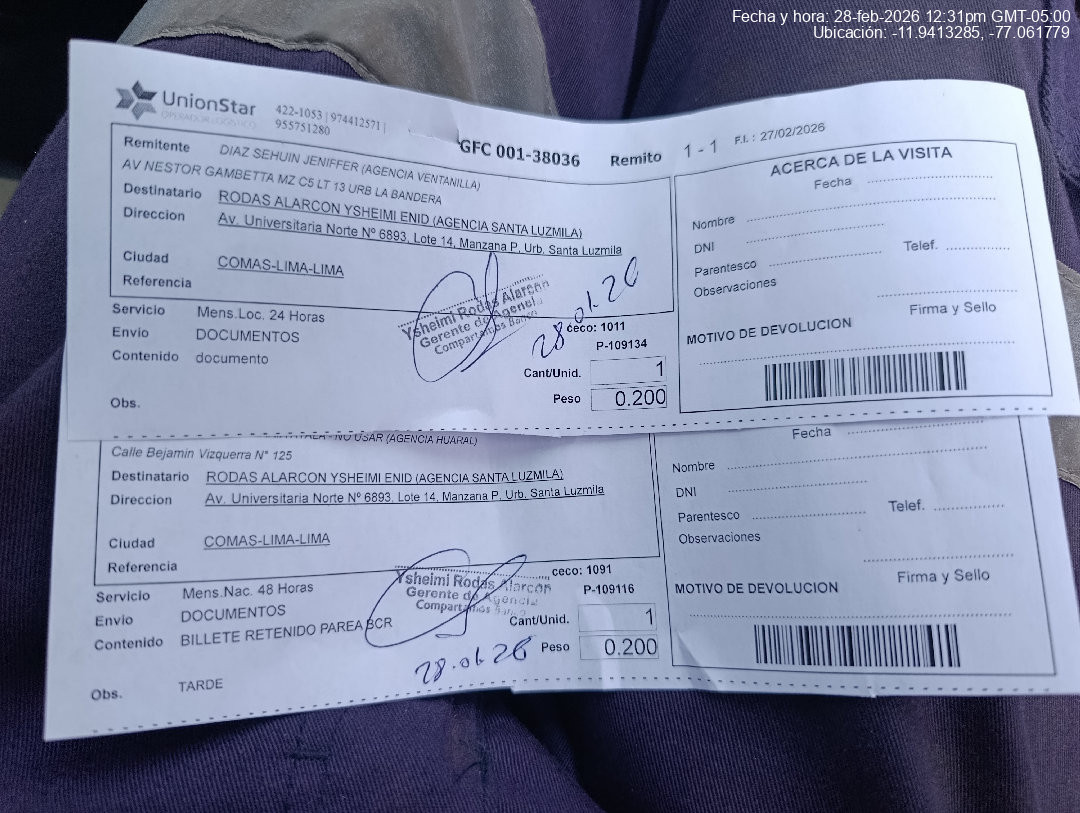 Fecha y hora: 28-feb-2026 12:31pm GMT-05:00
Ubicación: -11.9413285, -77.061779
UnionStar
OPERADOR LOGISTICO
422-1053 | 974412571 |
955751280
GFC 001-38036
Remito 1 - 1 F.I. : 27/02/2026
Remitente DIAZ SEHUIN JENIFFER (AGENCIA VENTANILLA)
AV NESTOR GAMBETTA MZ C5 LT 13 URB LA BANDERA
Destinatario RODAS ALARCON YSHEIMI ENID (AGENCIA SANTA LUZMILA)
Direccion Av. Universitaria Norte Nº 6893, Lote 14, Manzana P, Urb. Santa Luzmila
Ciudad COMAS-LIMA-LIMA
Referencia
Servicio Mens.Loc. 24 Horas
Envio DOCUMENTOS
Contenido documento
Obs.
Ysheimi Rodas Alarcón
Gerente de Agencia
Compartamos Banco
28.01.26
ceco: 1011
P-109134
Cant/Unid. 1
Peso 0.200
ACERCA DE LA VISITA
Fecha
Nombre
DNI
Telef.
Parentesco
Observaciones
Firma y Sello
MOTIVO DE DEVOLUCION
NO USAR (AGENCIA HUARAL)
Calle Bejamin Vizquerra N° 125
Destinatario RODAS ALARCON YSHEIMI ENID (AGENCIA SANTA LUZMILA)
Direccion Av. Universitaria Norte Nº 6893, Lote 14, Manzana P, Urb. Santa Luzmila
Ciudad COMAS-LIMA-LIMA
Referencia
Servicio Mens.Nac. 48 Horas
Envio DOCUMENTOS
Contenido BILLETE RETENIDO PAREA BCR
Obs. TARDE
Ysheimi Rodas Alarcón
Gerente de Agencia
Compartamos
28.01.26
ceco: 1091
P-109116
Cant/Unid. 1
Peso 0.200
Fecha
Nombre
DNI
Telef.
Parentesco
Observaciones
Firma y Sello
MOTIVO DE DEVOLUCION